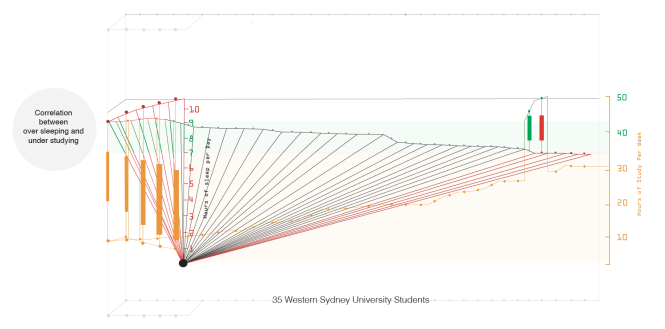 Correlation
between
over sleeping and
under studying
10
9
8
7
6
5
4
3
2
1
Hours of sleep per Day
50
40
30
20
10
Hours of Study Per Week
35 Western Sydney University Students